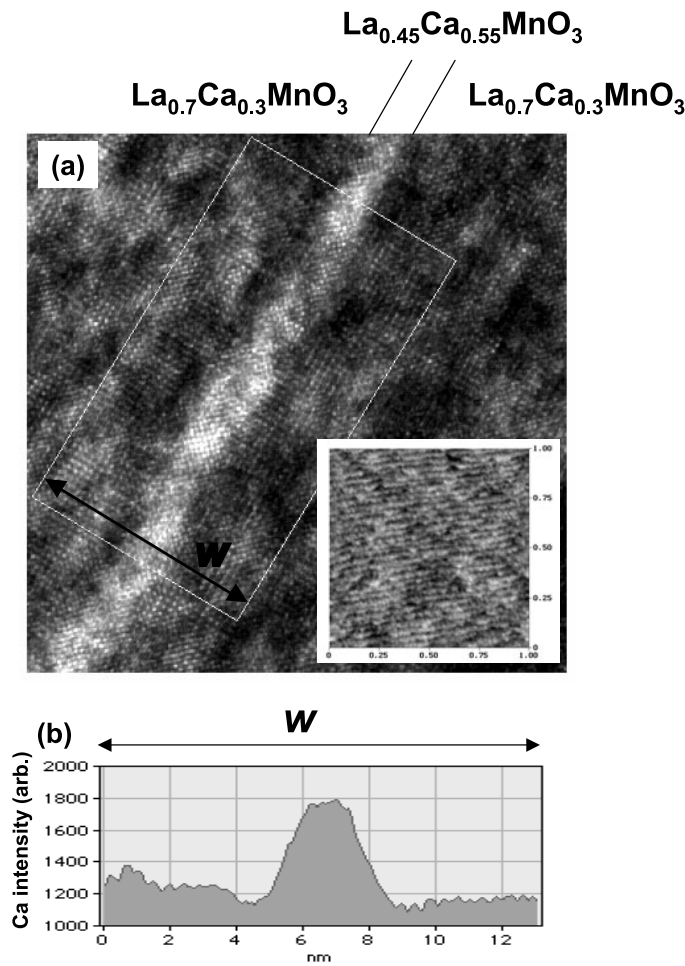 La0.45Ca0.55MnO3
La0.7Ca0.3MnO3 La0.7Ca0.3MnO3
(a)
W
1.00
0.75
0.50
0.25
0
0 0.25 0.50 0.75 1.00
(b) W
Ca intensity (arb.)
2000
1800
1600
1400
1200
1000
0 2 4 6 8 10 12
nm